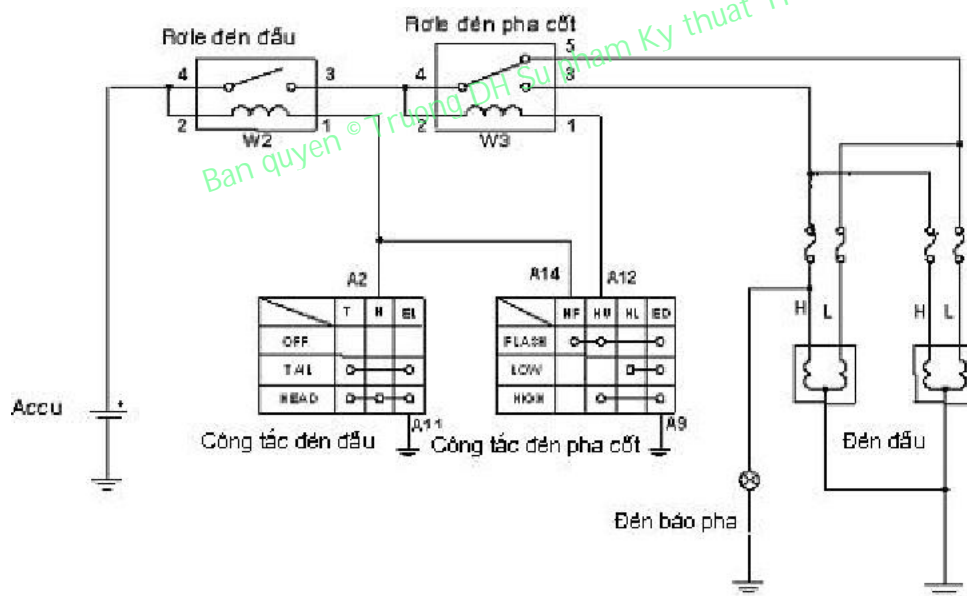 Rơle đèn đầu
Rơle đèn pha cốt
4 3 4 5 3
2 1 2 1
W2 W3
Ban quyen © Truong DH Su pham Ky thuat
A2 A14 A12
T H EL
OFF
TAIL
HEAD
HF HU HL ED
FLASH
LOW
HIGH
H L H L
Accu
A11 A9
Công tắc đèn đầu
Công tắc đèn pha cốt
Đèn đầu
Đèn báo pha